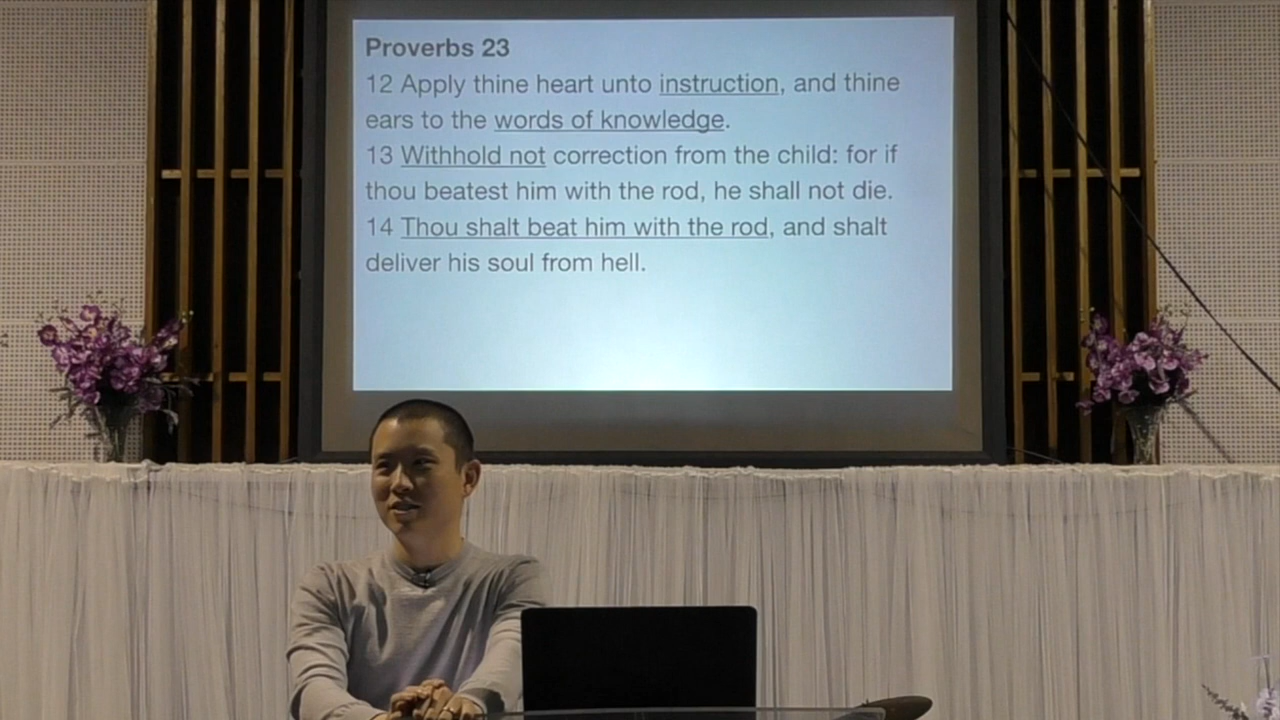 Proverbs 23
12 Apply thine heart unto instruction, and thine
ears to the words of knowledge.
13 Withhold not correction from the child: for if
thou beatest him with the rod, he shall not die.
14 Thou shalt beat him with the rod, and shalt
deliver his soul from hell.